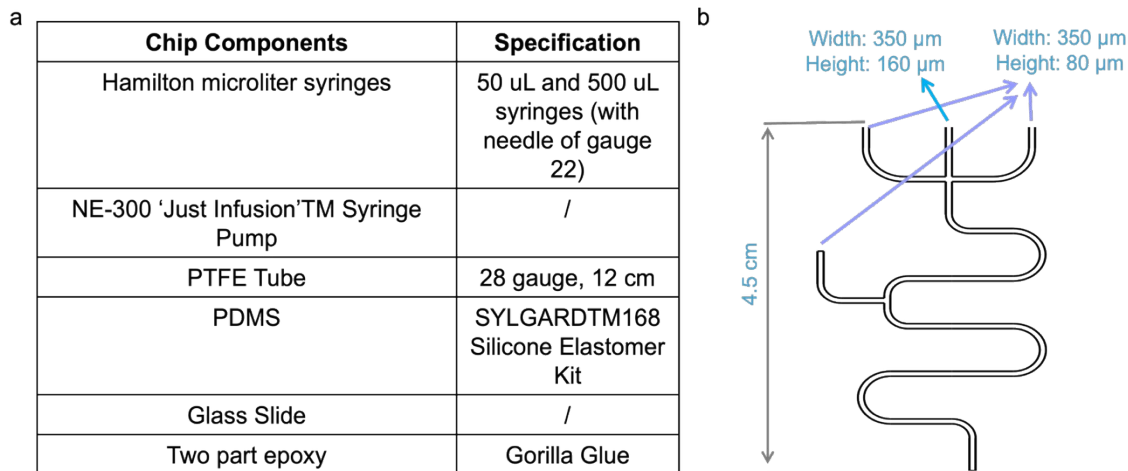 a
Chip Components Specification
Hamilton microliter syringes 50 uL and 500 uL
syringes (with
needle of gauge
22)
NE-300 ‘Just Infusion’TM Syringe
Pump /
PTFE Tube 28 gauge, 12 cm
PDMS SYLGARDTM168
Silicone Elastomer
Kit
Glass Slide /
Two part epoxy Gorilla Glue
b
Width: 350 µm
Height: 160 µm
Width: 350 µm
Height: 80 µm
4.5 cm